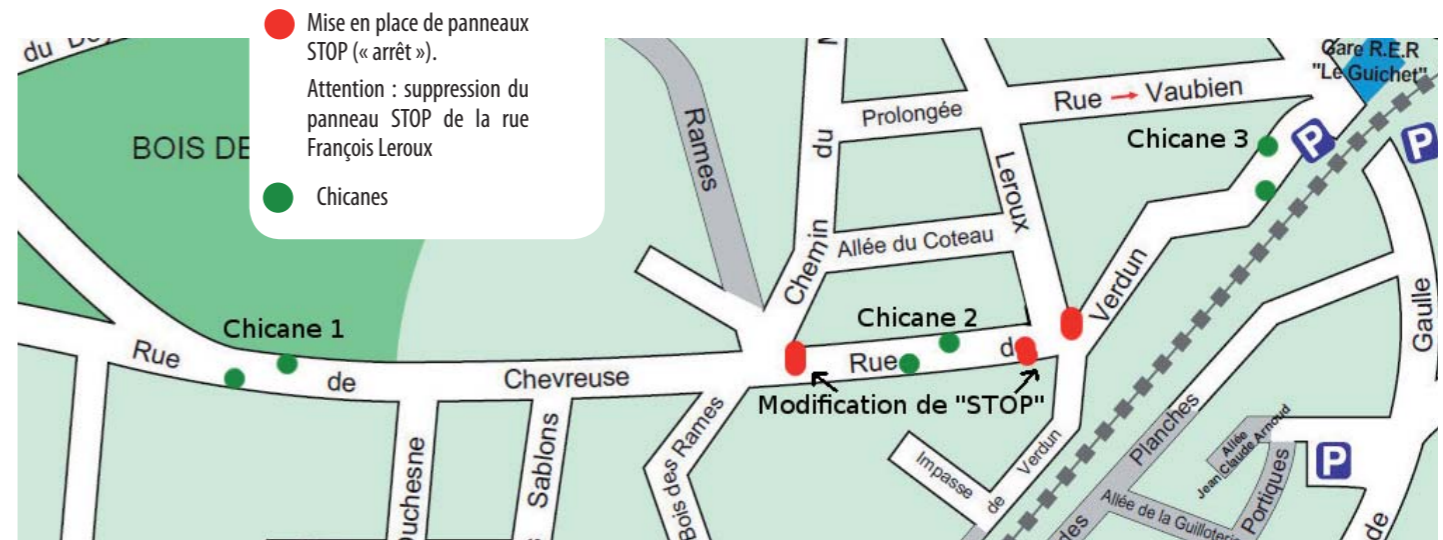 Mise en place de panneaux
STOP (« arrêt »).
Attention : suppression du
panneau STOP de la rue
François Leroux
Chicanes
du
BOIS DE
Rames
Chemin du
Prolongée
Rue → Vaubien
Gare R.E.R
"Le Guichet"
Chicane 3
P
P
Leroux
Allée du Coteau
Verdun
Gaulle
Chicane 1
Chicane 2
Rue de Chevreuse
Rue d
Modification de "STOP"
Duchesne
Sablons
Bois des Rames
Impasse de Verdun
Planches
des
Allée
Jean Claude Arnoud
P
Portiques
Allée de la Guilloterie
de